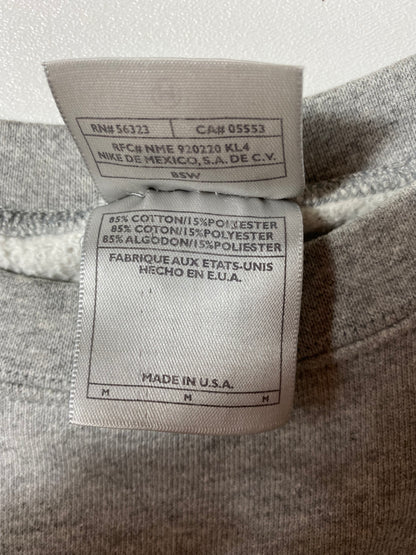 RN# 56323 CA# 05553
RFC# NME 920220 KL4
NIKE DE MEXICO, S.A. DE C.V.
85W
85% COTTON/15% POLYESTER
85% COTON/15% POLYESTER
85% ALGODON/15% POLIESTER
FABRIQUE AUX ETATS-UNIS
HECHO EN E.U.A.
MADE IN U.S.A.
M M M